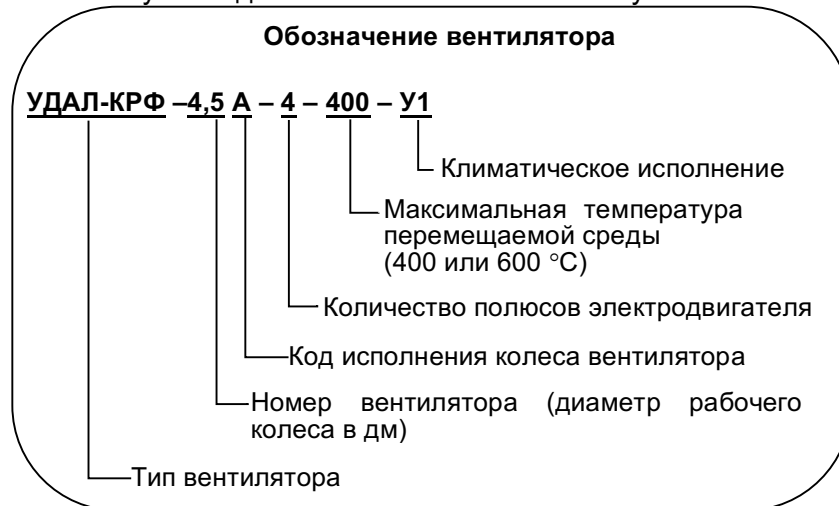 Обозначение вентилятора
УДАЛ-КРФ –4,5 А – 4 – 400 – У1
Климатическое исполнение
Максимальная температура
перемещаемой среды
(400 или 600 °С)
Количество полюсов электродвигателя
Код исполнения колеса вентилятора
Номер вентилятора (диаметр рабочего
колеса в дм)
Тип вентилятора